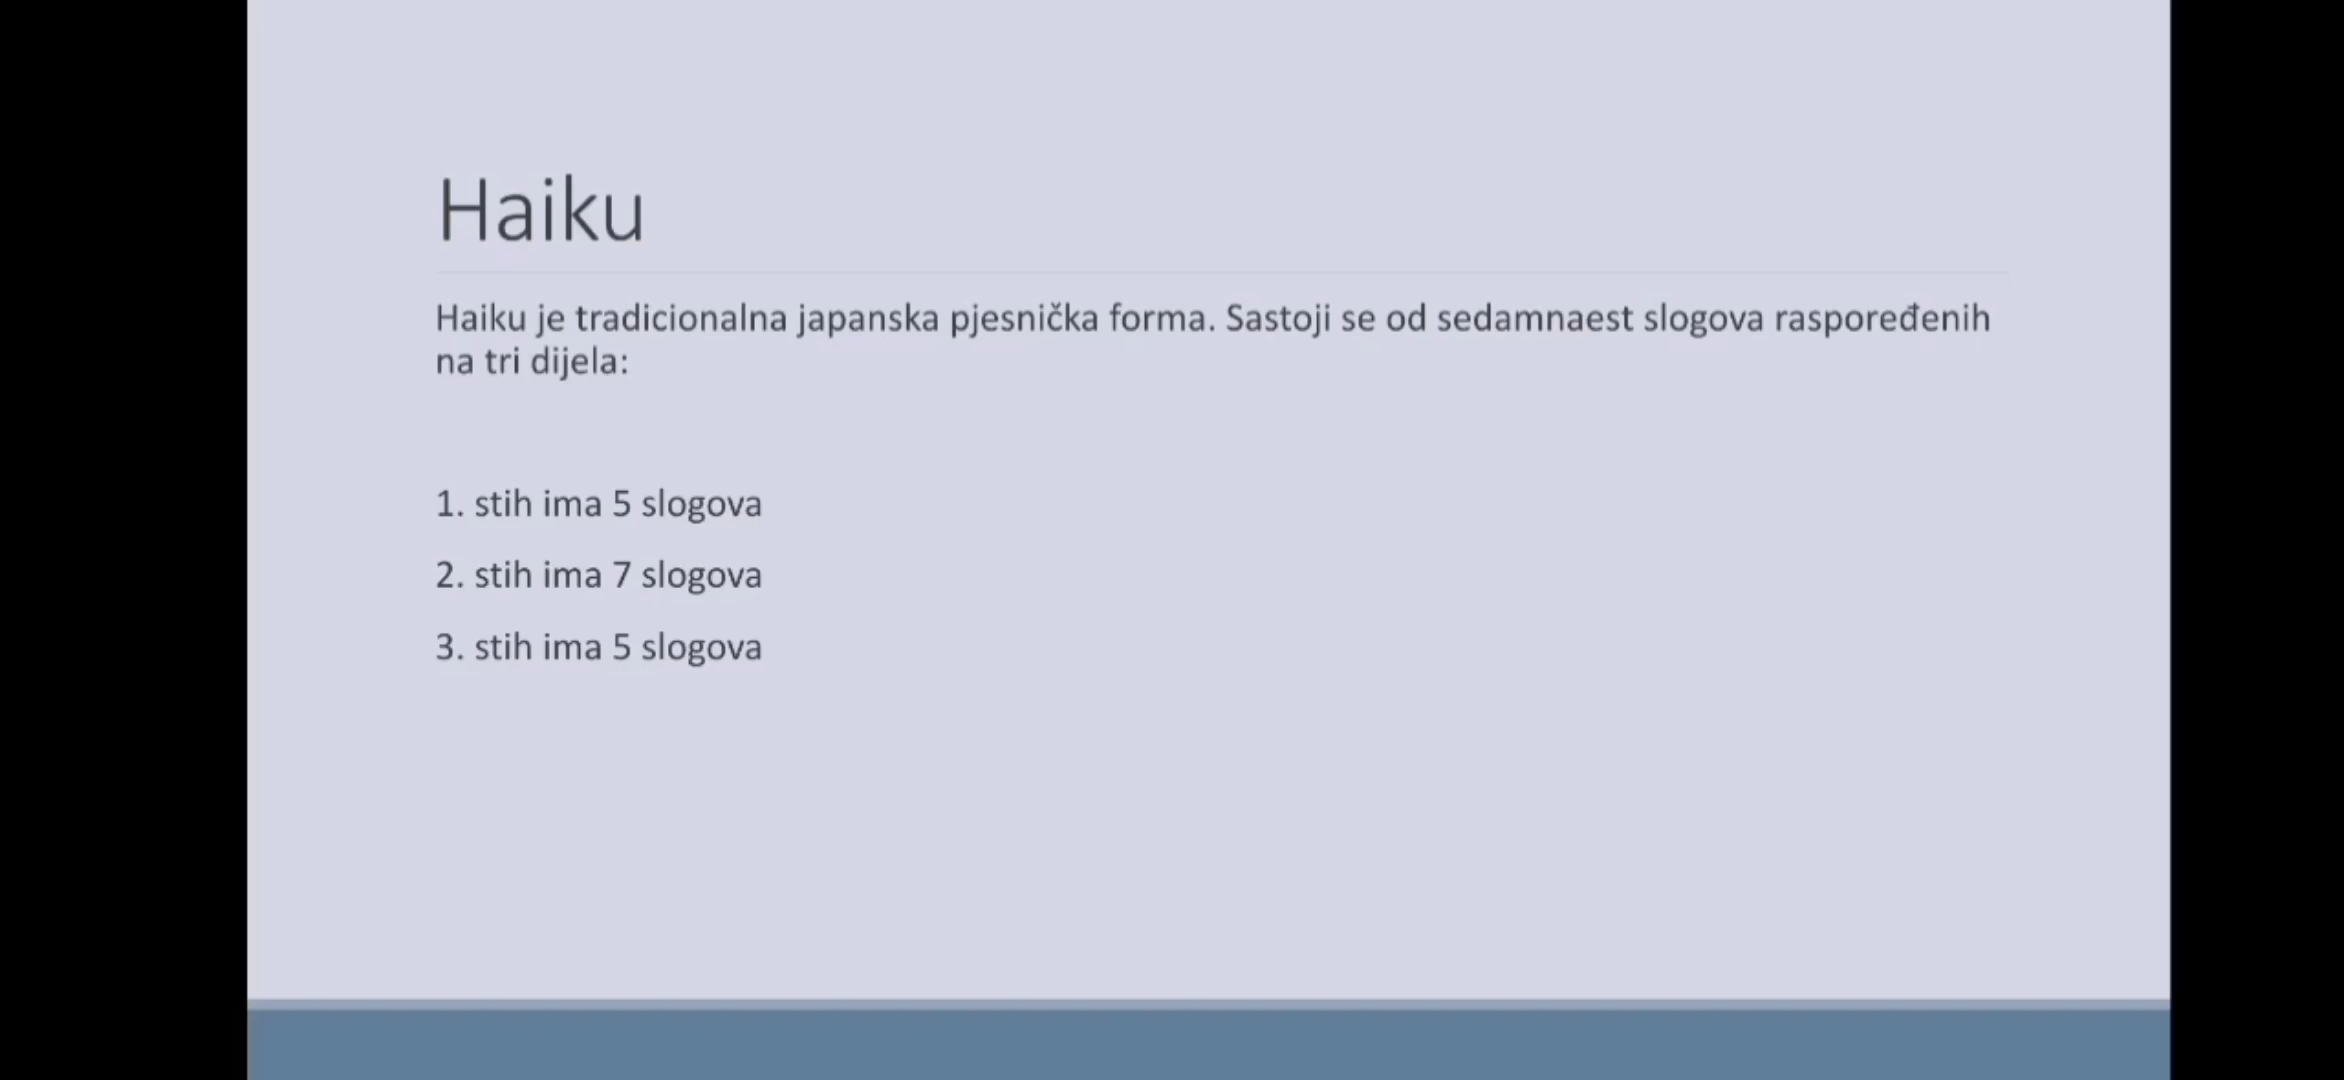 Haiku
Haiku je tradicionalna japanska pjesnička forma. Sastoji se od sedamnaest slogova raspoređenih
na tri dijela:
1. stih ima 5 slogova
2. stih ima 7 slogova
3. stih ima 5 slogova